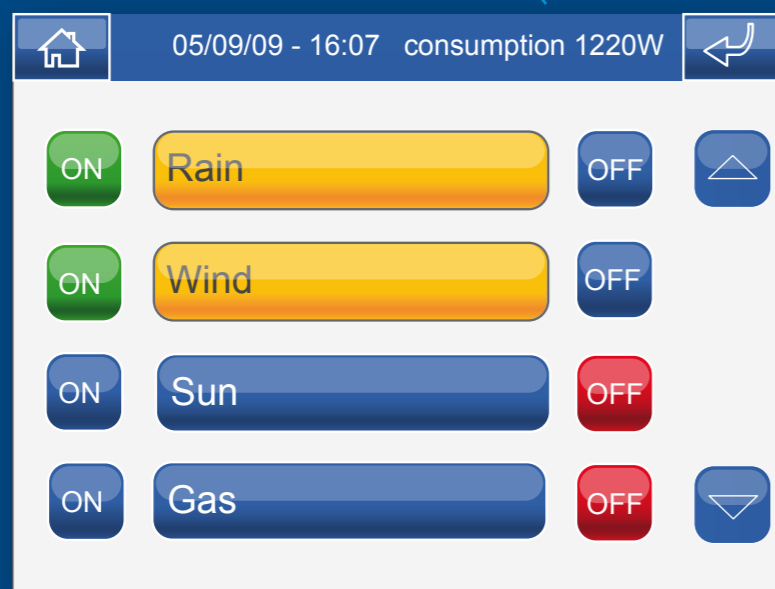 05/09/09 - 16:07 consumption 1220W
ON Rain OFF
ON Wind OFF
ON Sun OFF
ON Gas OFF